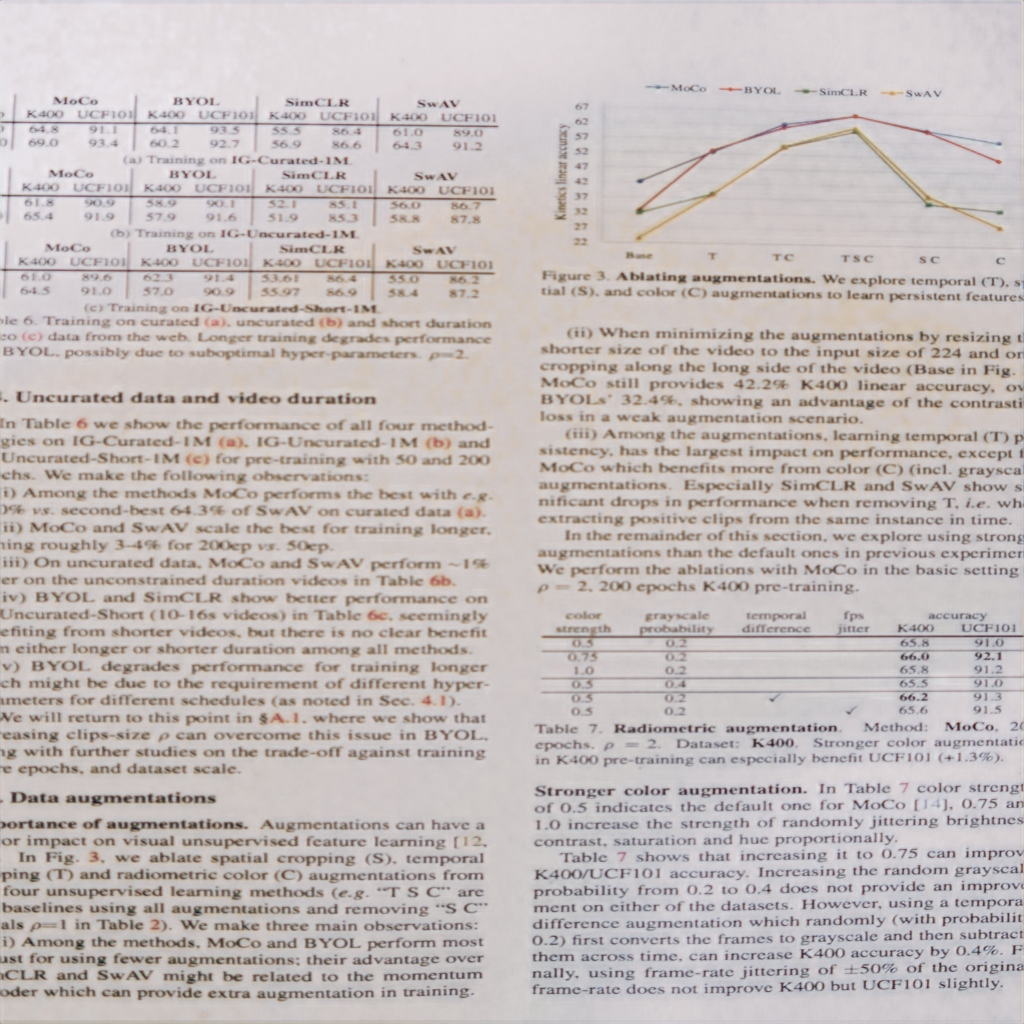 MoCo BYOL SimCLR SwAV
K400 UCF101 K400 UCF101 K400 UCF101 K400 UCF101
64.8 91.1 64.1 93.5 55.5 86.4 61.0 89.0
69.0 93.4 60.2 92.7 56.9 86.6 64.3 91.2
(a) Training on IG-Curated-1M
MoCo BYOL SimCLR SwAV
K400 UCF101 K400 UCF101 K400 UCF101 K400 UCF101
61.8 90.9 58.9 90.1 52.1 85.1 56.0 86.7
65.4 91.9 57.9 91.6 51.9 85.3 58.8 87.8
(b) Training on IG-Uncurated-1M
MoCo BYOL SimCLR SwAV
K400 UCF101 K400 UCF101 K400 UCF101 K400 UCF101
61.0 89.6 62.3 91.4 53.61 86.4 55.0 86.2
64.5 91.0 57.0 90.9 55.97 86.9 58.4 87.2
(c) Training on IG-Uncurated-Short-1M
ble 6. Training on curated (a), uncurated (b) and short duration
eo (c) data from the web. Longer training degrades performance
BYOL, possibly due to suboptimal hyper-parameters. ρ=2.
. Uncurated data and video duration
In Table 6 we show the performance of all four method-
gies on IG-Curated-1M (a), IG-Uncurated-1M (b) and
Uncurated-Short-1M (c) for pre-training with 50 and 200
chs. We make the following observations:
i) Among the methods MoCo performs the best with e.g.
0% vs. second-best 64.3% of SwAV on curated data (a).
ii) MoCo and SwAV scale the best for training longer,
ning roughly 3-4% for 200ep vs. 50ep.
iii) On uncurated data, MoCo and SwAV perform ~1%
er on the unconstrained duration videos in Table 6b.
iv) BYOL and SimCLR show better performance on
Uncurated-Short (10-16s videos) in Table 6c, seemingly
efiting from shorter videos, but there is no clear benefit
n either longer or shorter duration among all methods.
v) BYOL degrades performance for training longer
ch might be due to the requirement of different hyper-
ameters for different schedules (as noted in Sec. 4.1).
We will return to this point in §A.1, where we show that
reasing clips-size ρ can overcome this issue in BYOL,
ng with further studies on the trade-off against training
re epochs, and dataset scale.
. Data augmentations
portance of augmentations. Augmentations can have a
or impact on visual unsupervised feature learning [12,
In Fig. 3, we ablate spatial cropping (S), temporal
ping (T) and radiometric color (C) augmentations from
four unsupervised learning methods (e.g. “T S C” are
baselines using all augmentations and removing “S C”
als ρ=1 in Table 2). We make three main observations:
i) Among the methods, MoCo and BYOL perform most
ust for using fewer augmentations; their advantage over
CLR and SwAV might be related to the momentum
oder which can provide extra augmentation in training.
MoCo BYOL SimCLR SwAV
Kinetics linear accuracy
67
62
57
52
47
42
37
32
27
22
Base T T C T S C S C C
Figure 3. Ablating augmentations. We explore temporal (T), sp
tial (S), and color (C) augmentations to learn persistent features
(ii) When minimizing the augmentations by resizing t
shorter size of the video to the input size of 224 and on
cropping along the long side of the video (Base in Fig.
MoCo still provides 42.2% K400 linear accuracy, ov
BYOLs' 32.4%, showing an advantage of the contrasti
loss in a weak augmentation scenario.
(iii) Among the augmentations, learning temporal (T) p
sistency, has the largest impact on performance, except f
MoCo which benefits more from color (C) (incl. grayscal
augmentations. Especially SimCLR and SwAV show si
nificant drops in performance when removing T, i.e. whe
extracting positive clips from the same instance in time.
In the remainder of this section, we explore using strong
augmentations than the default ones in previous experimen
We perform the ablations with MoCo in the basic setting
ρ = 2, 200 epochs K400 pre-training.
color grayscale temporal fps accuracy
strength probability difference jitter K400 UCF101
0.5 0.2 65.8 91.0
0.75 0.2 66.0 92.1
1.0 0.2 65.8 91.2
0.5 0.4 65.5 91.0
0.5 0.2 ✓ 66.2 91.3
0.5 0.2 ✓ 65.6 91.5
Table 7. Radiometric augmentation. Method: MoCo, 20
epochs, ρ = 2. Dataset: K400. Stronger color augmentatio
in K400 pre-training can especially benefit UCF101 (+1.3%).
Stronger color augmentation. In Table 7 color strengt
of 0.5 indicates the default one for MoCo [14], 0.75 an
1.0 increase the strength of randomly jittering brightnes
contrast, saturation and hue proportionally.
Table 7 shows that increasing it to 0.75 can improv
K400/UCF101 accuracy. Increasing the random grayscal
probability from 0.2 to 0.4 does not provide an improve
ment on either of the datasets. However, using a tempora
difference augmentation which randomly (with probabilit
0.2) first converts the frames to grayscale and then subtract
them across time, can increase K400 accuracy by 0.4%. F
nally, using frame-rate jittering of ±50% of the origina
frame-rate does not improve K400 but UCF101 slightly.